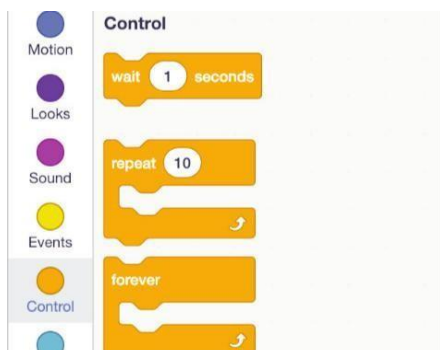 Motion
Looks
Sound
Events
Control
Control
wait 1 seconds
repeat 10
forever